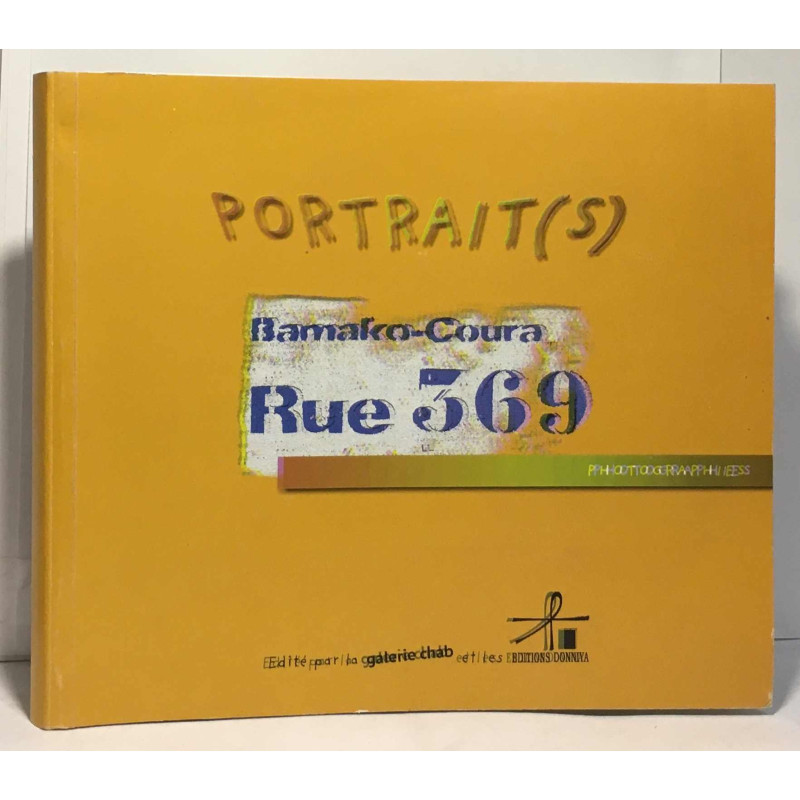 PORTRAIT(S)
Bamako-Coura
Rue 369
PHOTOGRAPHIES
Edité par la galerie chab et les EDITIONS DONNIYA